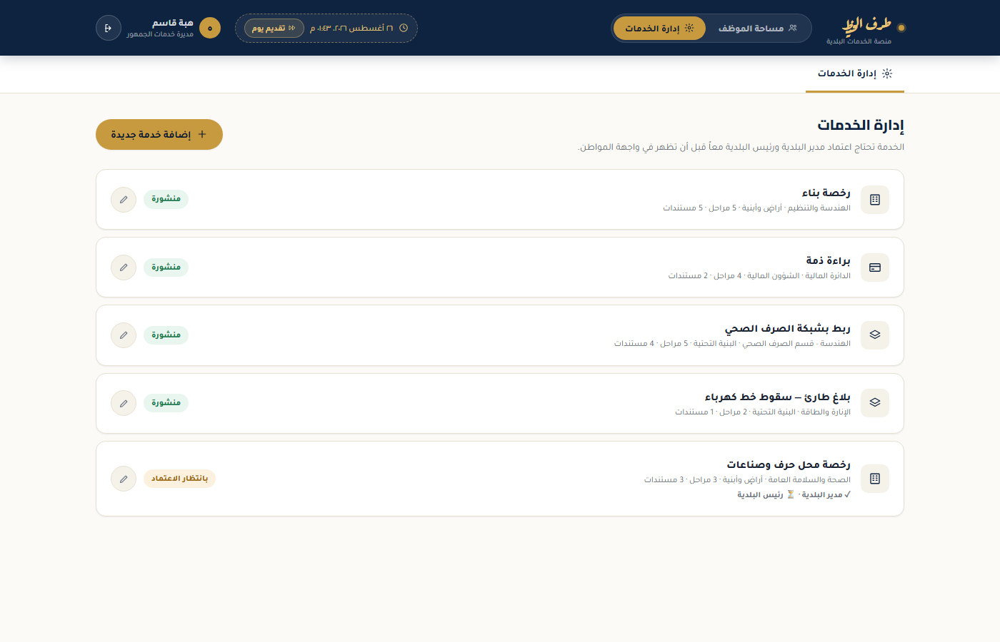 طرف الوفا
منصة الخدمات البلدية
مساحة الموظف
إدارة الخدمات
٢٦ أغسطس ٢٠٢٦، ٠١:٤٣ م
تقديم يوم
ه
هبة قاسم
مديرة خدمات الجمهور
إدارة الخدمات
إدارة الخدمات
الخدمة تحتاج اعتماد مدير البلدية ورئيس البلدية معاً قبل أن تظهر في واجهة المواطن.
إضافة خدمة جديدة
رخصة بناء
الهندسة والتنظيم · أراضٍ وأبنية · 5 مراحل · 5 مستندات
منشورة
براءة ذمة
الدائرة المالية · الشؤون المالية · 4 مراحل · 2 مستندات
منشورة
ربط بشبكة الصرف الصحي
الهندسة - قسم الصرف الصحي · البنية التحتية · 5 مراحل · 4 مستندات
منشورة
بلاغ طارئ – سقوط خط كهرباء
الإنارة والطاقة · البنية التحتية · 2 مراحل · 1 مستندات
منشورة
رخصة محل حرف وصناعات
الصحة والسلامة العامة · أراضٍ وأبنية · 3 مراحل · 3 مستندات
✓ مدير البلدية · ⏳ رئيس البلدية
بانتظار الاعتماد